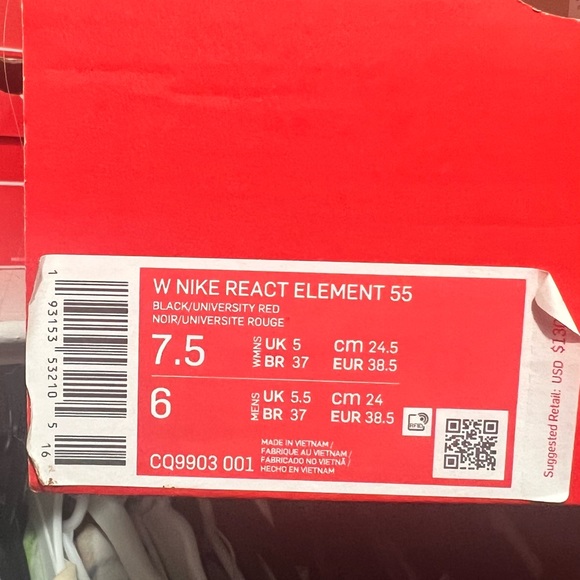 W NIKE REACT ELEMENT 55
BLACK/UNIVERSITY RED
NOIR/UNIVERSITE ROUGE
7.5
WMNS
UK 5 cm 24.5
BR 37 EUR 38.5
6
MENS
UK 5.5 cm 24
BR 37 EUR 38.5
RFID
CQ9903 001
MADE IN VIETNAM /
FABRIQUE AU VIETNAM /
FABRICADO NO VIETNÃ /
HECHO EN VIETNAM
1 93153 53210 5 16
Suggested Retail: USD